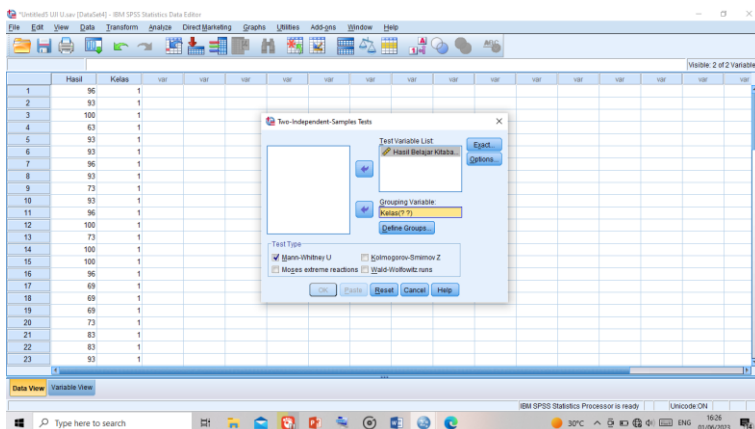 *Untitled5 UJI U.sav [DataSet4] - IBM SPSS Statistics Data Editor
File Edit View Data Transform Analyze Direct Marketing Graphs Utilities Add-ons Window Help
Visible: 2 of 2 Variable
Hasil Kelas var var var var var var var var var var var var var
1 96 1
2 93 1
3 100 1
4 63 1
5 93 1
6 93 1
7 96 1
8 93 1
9 73 1
10 93 1
11 96 1
12 100 1
13 73 1
14 100 1
15 100 1
16 96 1
17 69 1
18 69 1
19 69 1
20 73 1
21 83 1
22 83 1
23 93 1
Two-Independent-Samples Tests
Test Variable List:
Hasil Belajar Kitaba...
Exact...
Options...
Grouping Variable:
Kelas(? ?)
Define Groups...
Test Type
Mann-Whitney U Kolmogorov-Smirnov Z
Moses extreme reactions Wald-Wolfowitz runs
OK Paste Reset Cancel Help
Data View Variable View
IBM SPSS Statistics Processor is ready Unicode:ON
Type here to search
30°C ENG 16:26
01/06/2023